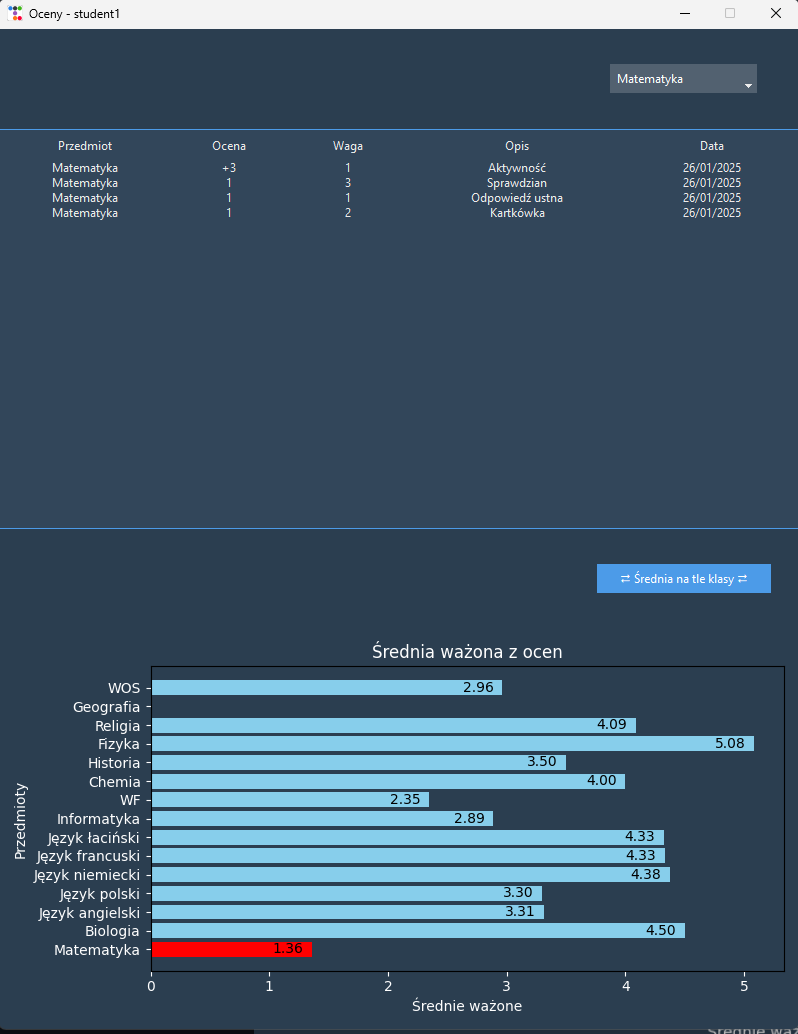 Oceny - student1
Matematyka
Przedmiot Ocena Waga Opis Data
Matematyka +3 1 Aktywność 26/01/2025
Matematyka 1 3 Sprawdzian 26/01/2025
Matematyka 1 1 Odpowiedź ustna 26/01/2025
Matematyka 1 2 Kartkówka 26/01/2025
⇄ Średnia na tle klasy ⇄
Średnia ważona z ocen
Przedmioty
WOS 2.96
Geografia
Religia 4.09
Fizyka 5.08
Historia 3.50
Chemia 4.00
WF 2.35
Informatyka 2.89
Język łaciński 4.33
Język francuski 4.33
Język niemiecki 4.38
Język polski 3.30
Język angielski 3.31
Biologia 4.50
Matematyka 1.36
0 1 2 3 4 5
Średnie ważone